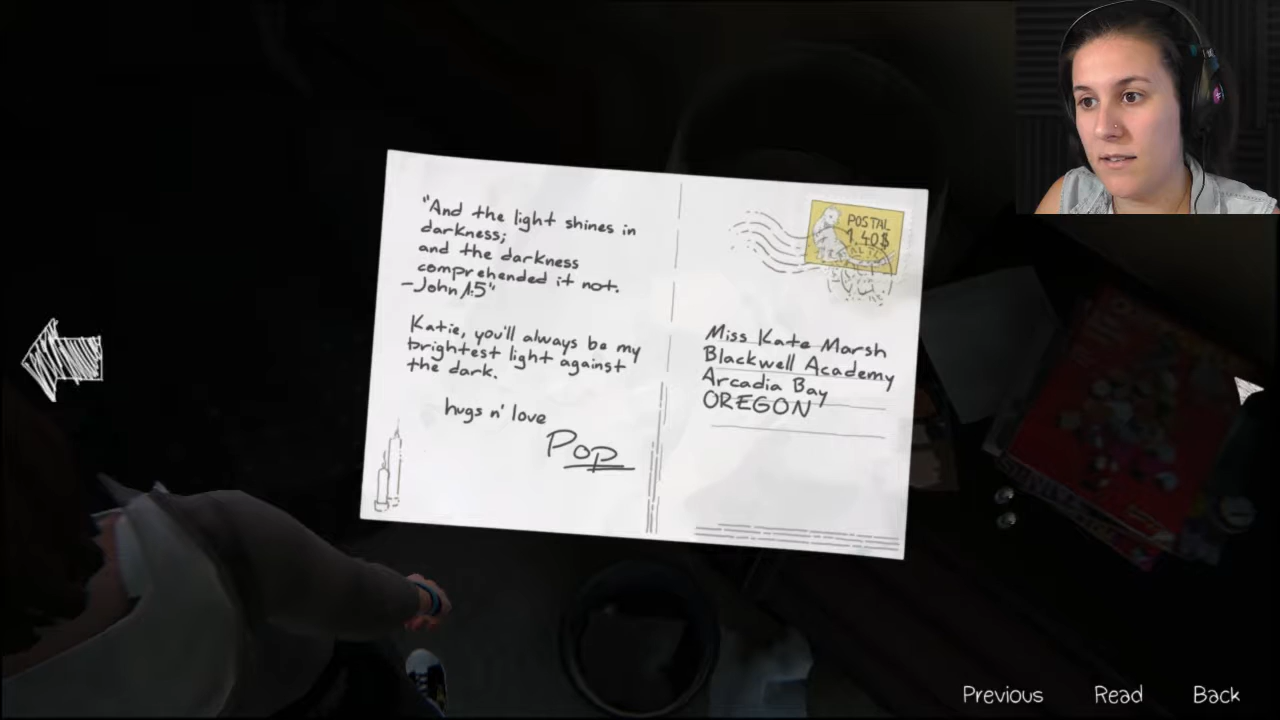 "And the light shines in
darkness;
and the darkness
comprehended it not.
-John 1:5"
Katie, you'll always be my
brightest light against
the dark.
hugs n' love
Pop
POSTAL
1.40$
Miss Kate Marsh
Blackwell Academy
Arcadia Bay
OREGON
Previous
Read
Back